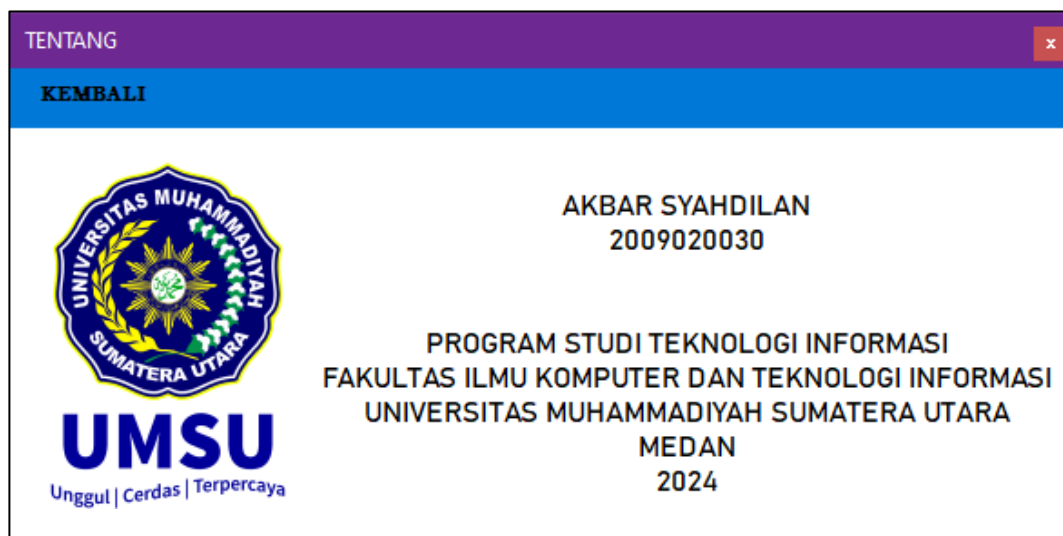 TENTANG
x
KEMBALI
UNIVERSITAS MUHAMMADIYAH
SUMATERA UTARA
UMSU
Unggul | Cerdas | Terpercaya
AKBAR SYAHDILAN
2009020030
PROGRAM STUDI TEKNOLOGI INFORMASI
FAKULTAS ILMU KOMPUTER DAN TEKNOLOGI INFORMASI
UNIVERSITAS MUHAMMADIYAH SUMATERA UTARA
MEDAN
2024